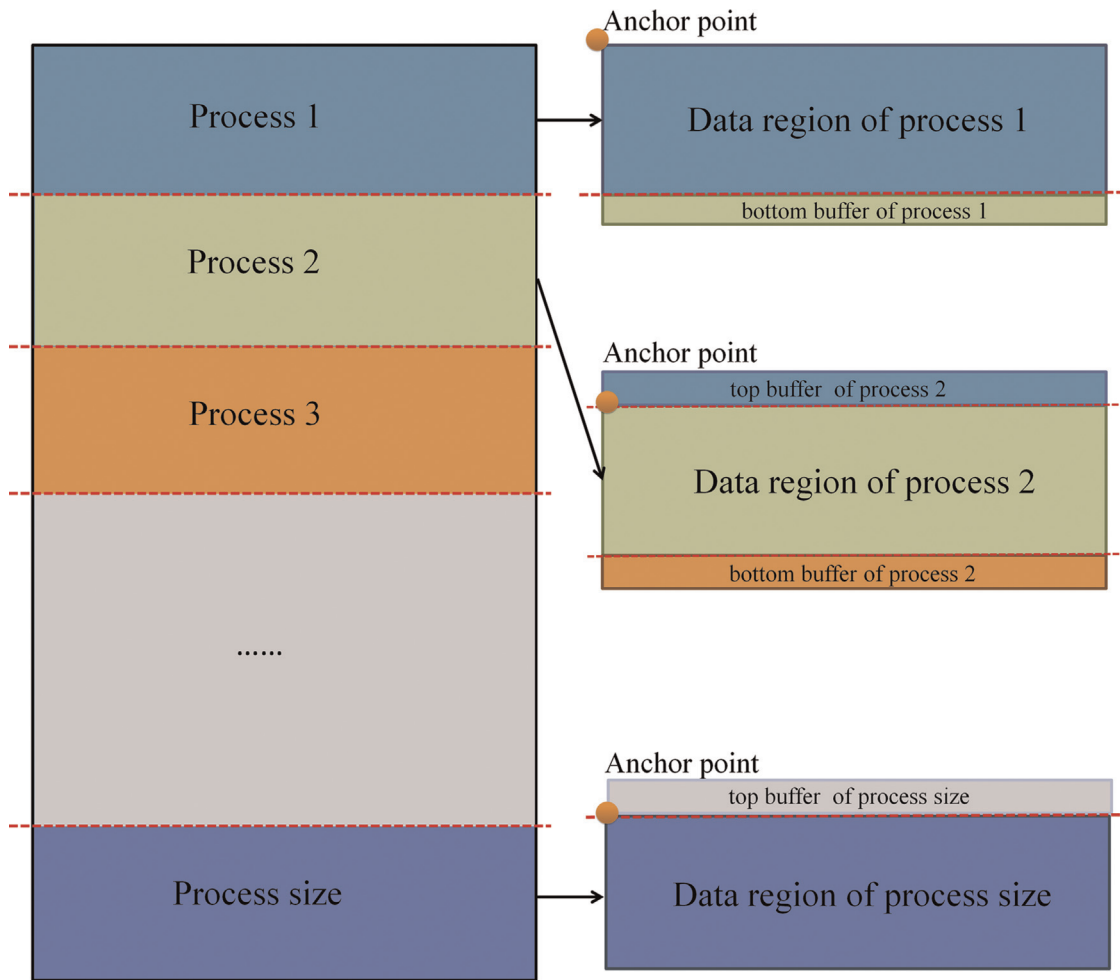 Process 1
Process 2
Process 3
......
Process size
Anchor point
Data region of process 1
bottom buffer of process 1
Anchor point
top buffer of process 2
Data region of process 2
bottom buffer of process 2
Anchor point
top buffer of process size
Data region of process size